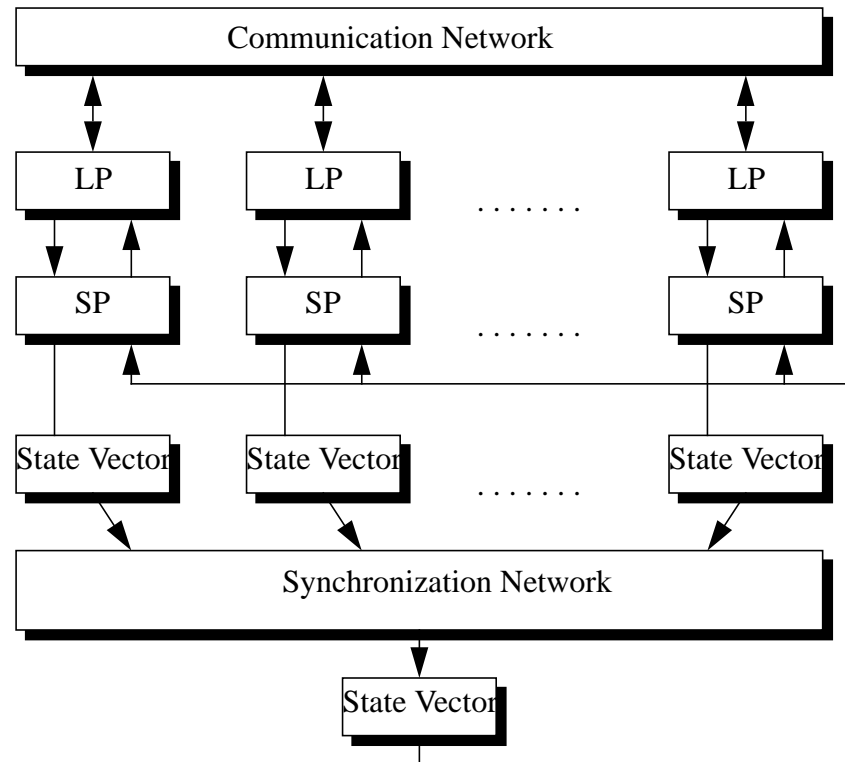 Communication Network
LP LP LP
. . . . . . .
SP SP SP
. . . . . . .
State Vector State Vector State Vector
. . . . . . .
Synchronization Network
State Vector